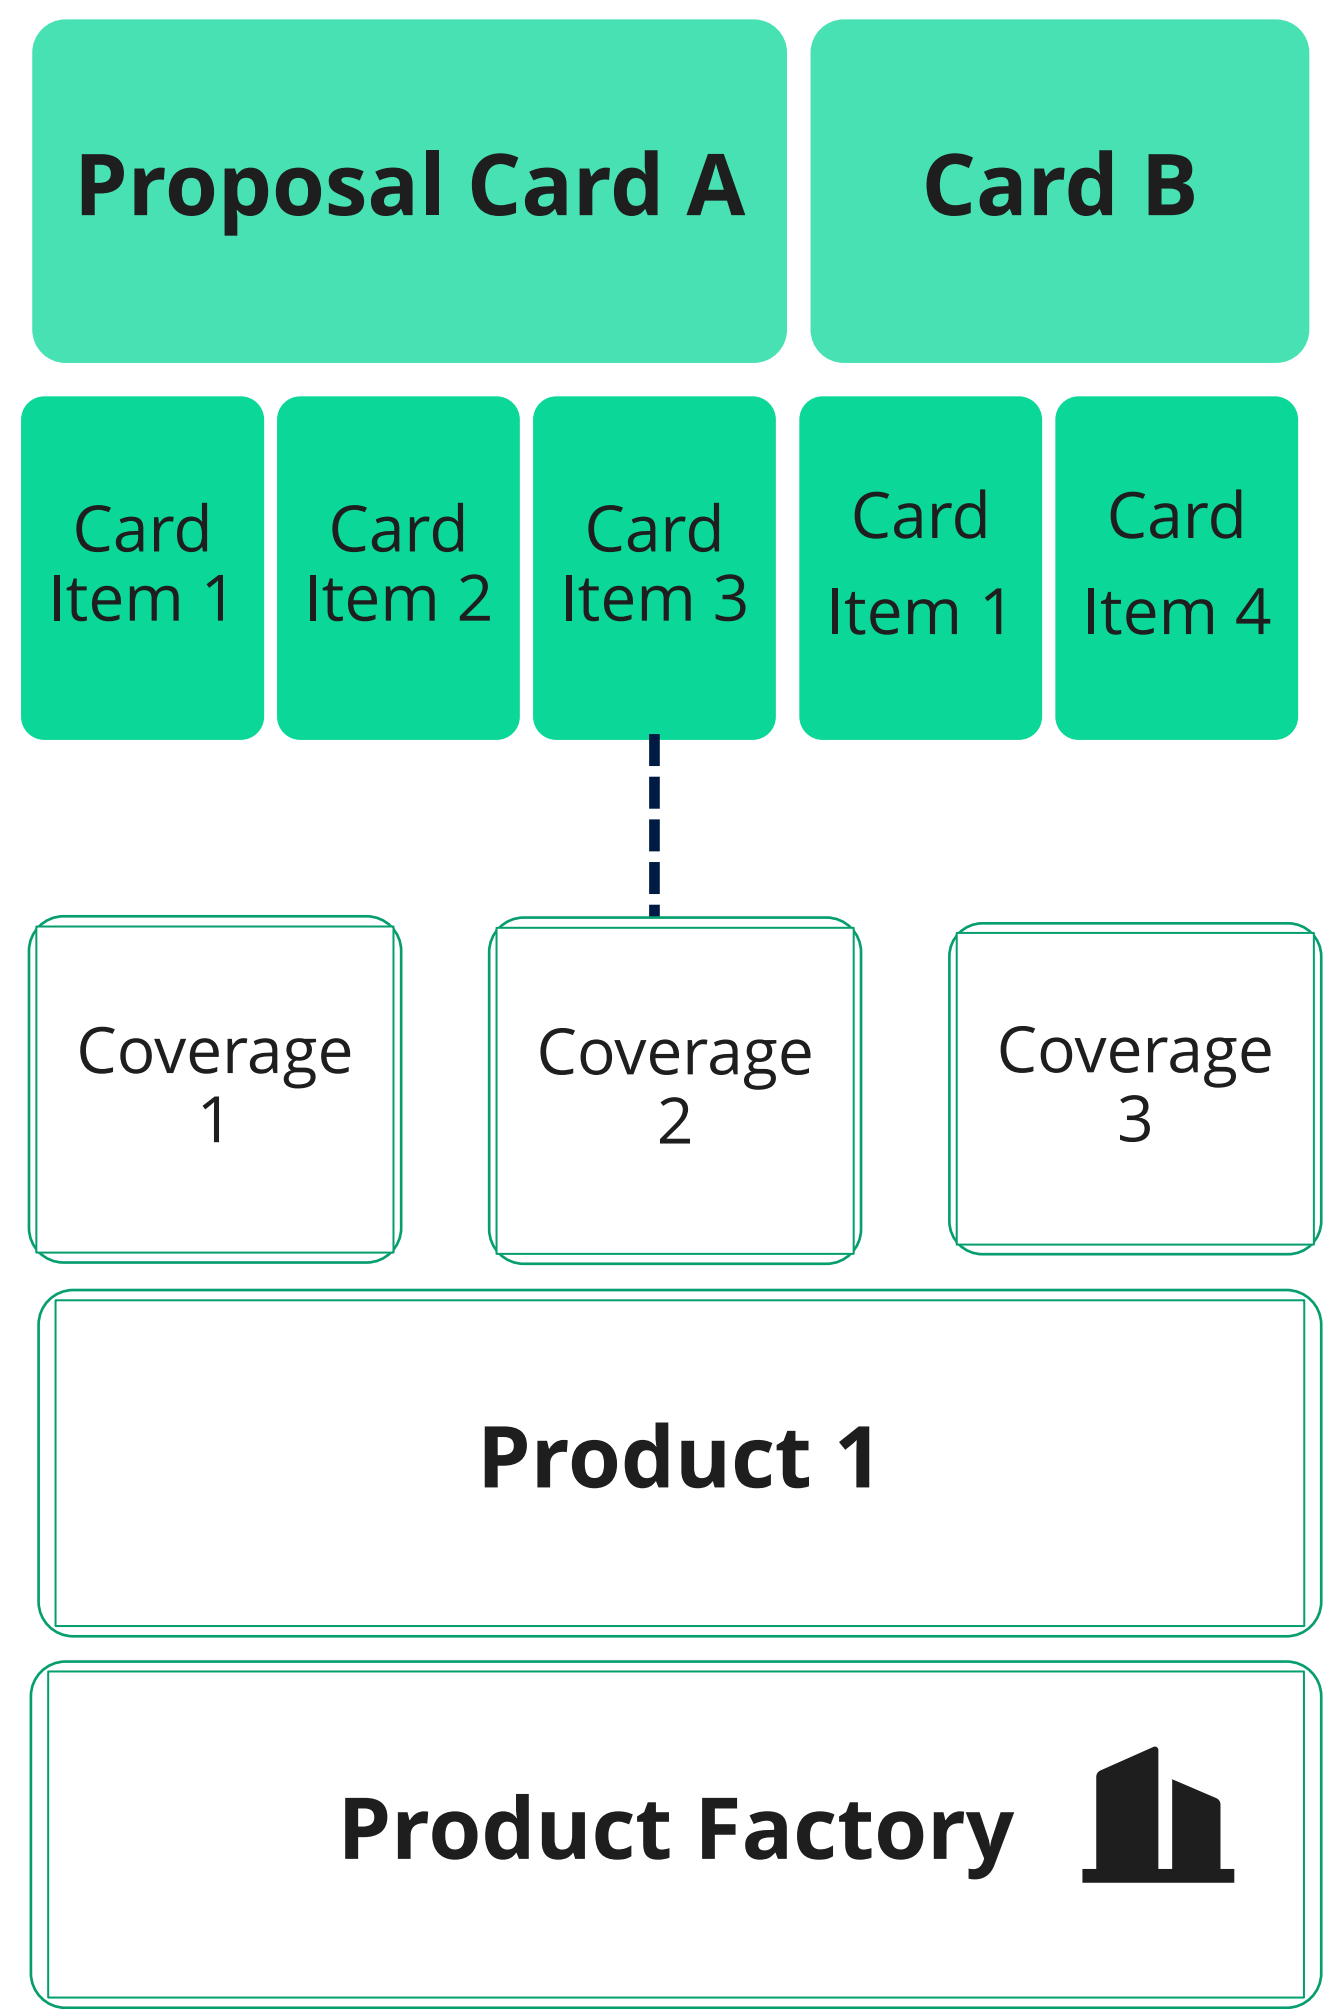 Proposal Card A
Card B
Card
Item 1
Card
Item 2
Card
Item 3
Card
Item 1
Card
Item 4
Coverage
1
Coverage
2
Coverage
3
Product 1
Product Factory